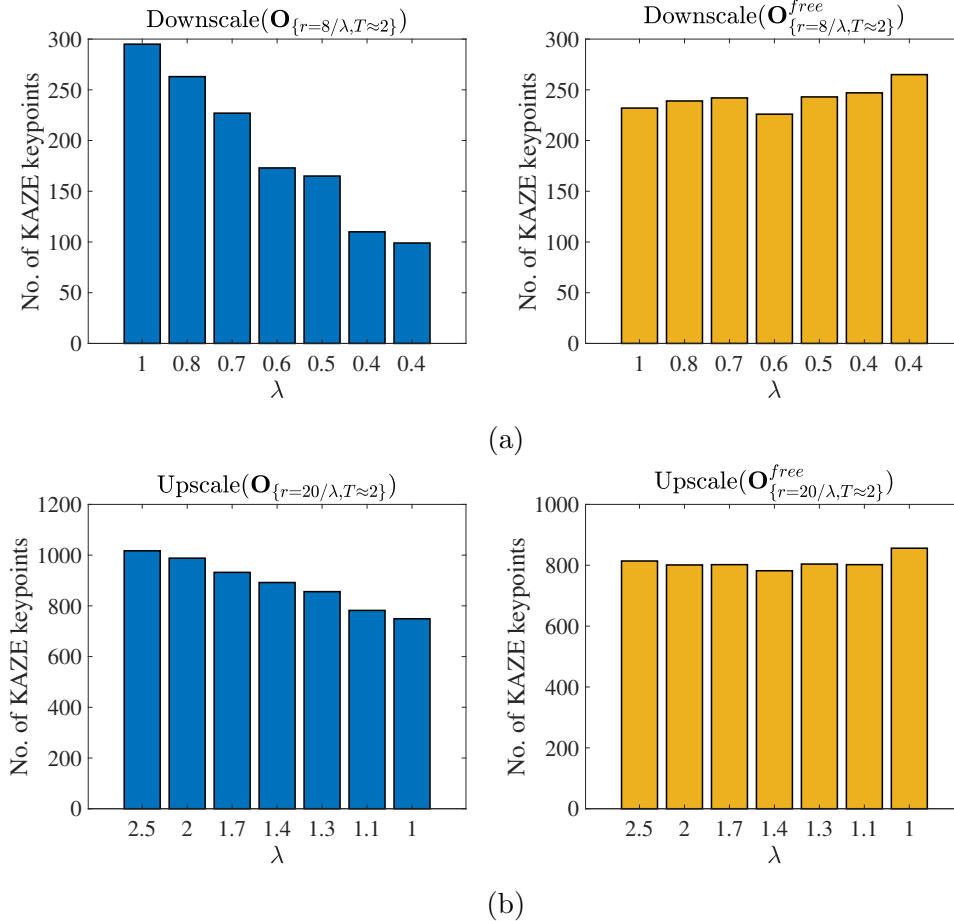 Downscale(O_{r=8/λ,T≈2})
300
250
200
150
100
50
0
No. of KAZE keypoints
1 0.8 0.7 0.6 0.5 0.4 0.4
λ
Downscale(O^{free}_{r=8/λ,T≈2})
300
250
200
150
100
50
0
No. of KAZE keypoints
1 0.8 0.7 0.6 0.5 0.4 0.4
λ
(a)
Upscale(O_{r=20/λ,T≈2})
1200
1000
800
600
400
200
0
No. of KAZE keypoints
2.5 2 1.7 1.4 1.3 1.1 1
λ
Upscale(O^{free}_{r=20/λ,T≈2})
1000
800
600
400
200
0
No. of KAZE keypoints
2.5 2 1.7 1.4 1.3 1.1 1
λ
(b)